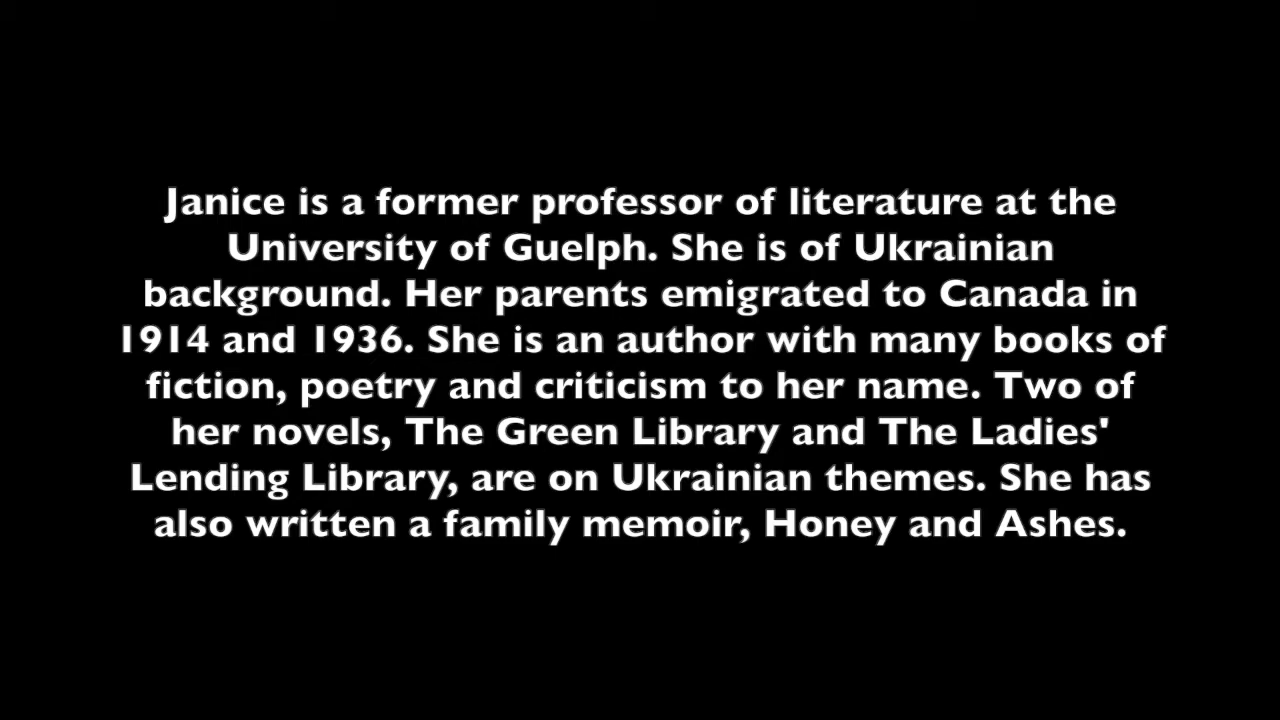 Janice is a former professor of literature at the
University of Guelph. She is of Ukrainian
background. Her parents emigrated to Canada in
1914 and 1936. She is an author with many books of
fiction, poetry and criticism to her name. Two of
her novels, The Green Library and The Ladies'
Lending Library, are on Ukrainian themes. She has
also written a family memoir, Honey and Ashes.